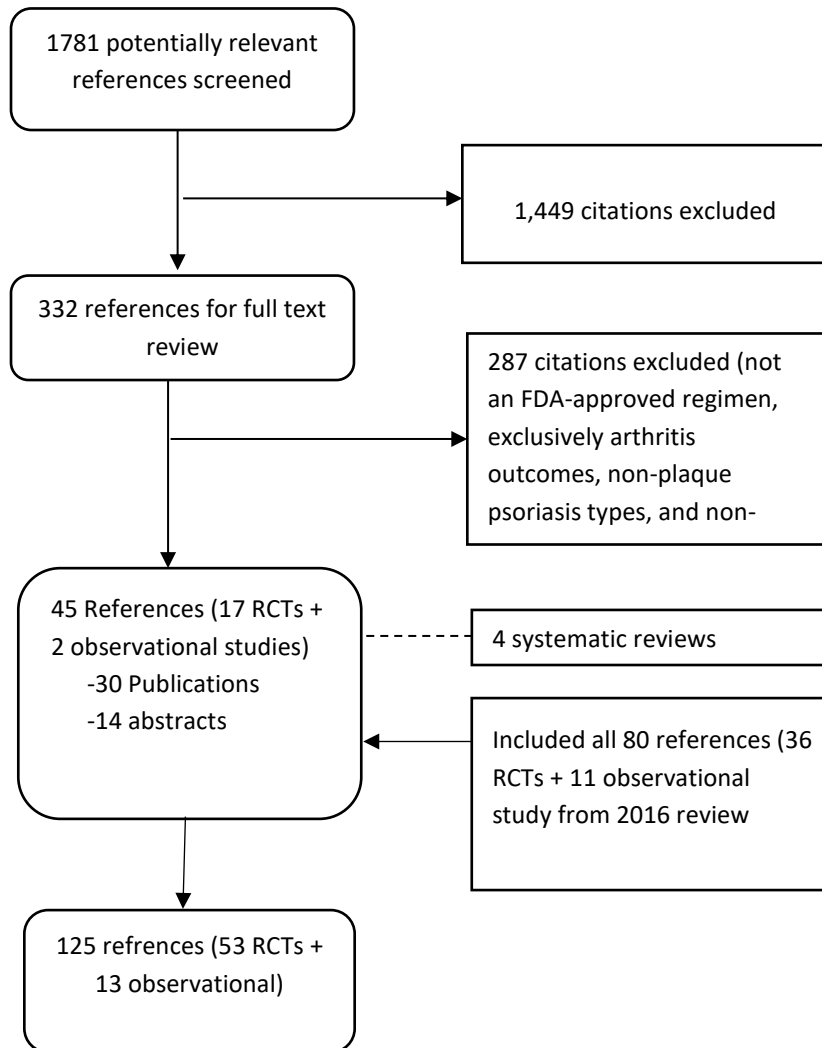 1781 potentially relevant
references screened
1,449 citations excluded
332 references for full text
review
287 citations excluded (not
an FDA-approved regimen,
exclusively arthritis
outcomes, non-plaque
psoriasis types, and non-
45 References (17 RCTs +
2 observational studies)
-30 Publications
-14 abstracts
4 systematic reviews
Included all 80 references (36
RCTs + 11 observational
study from 2016 review
125 refrences (53 RCTs +
13 observational)